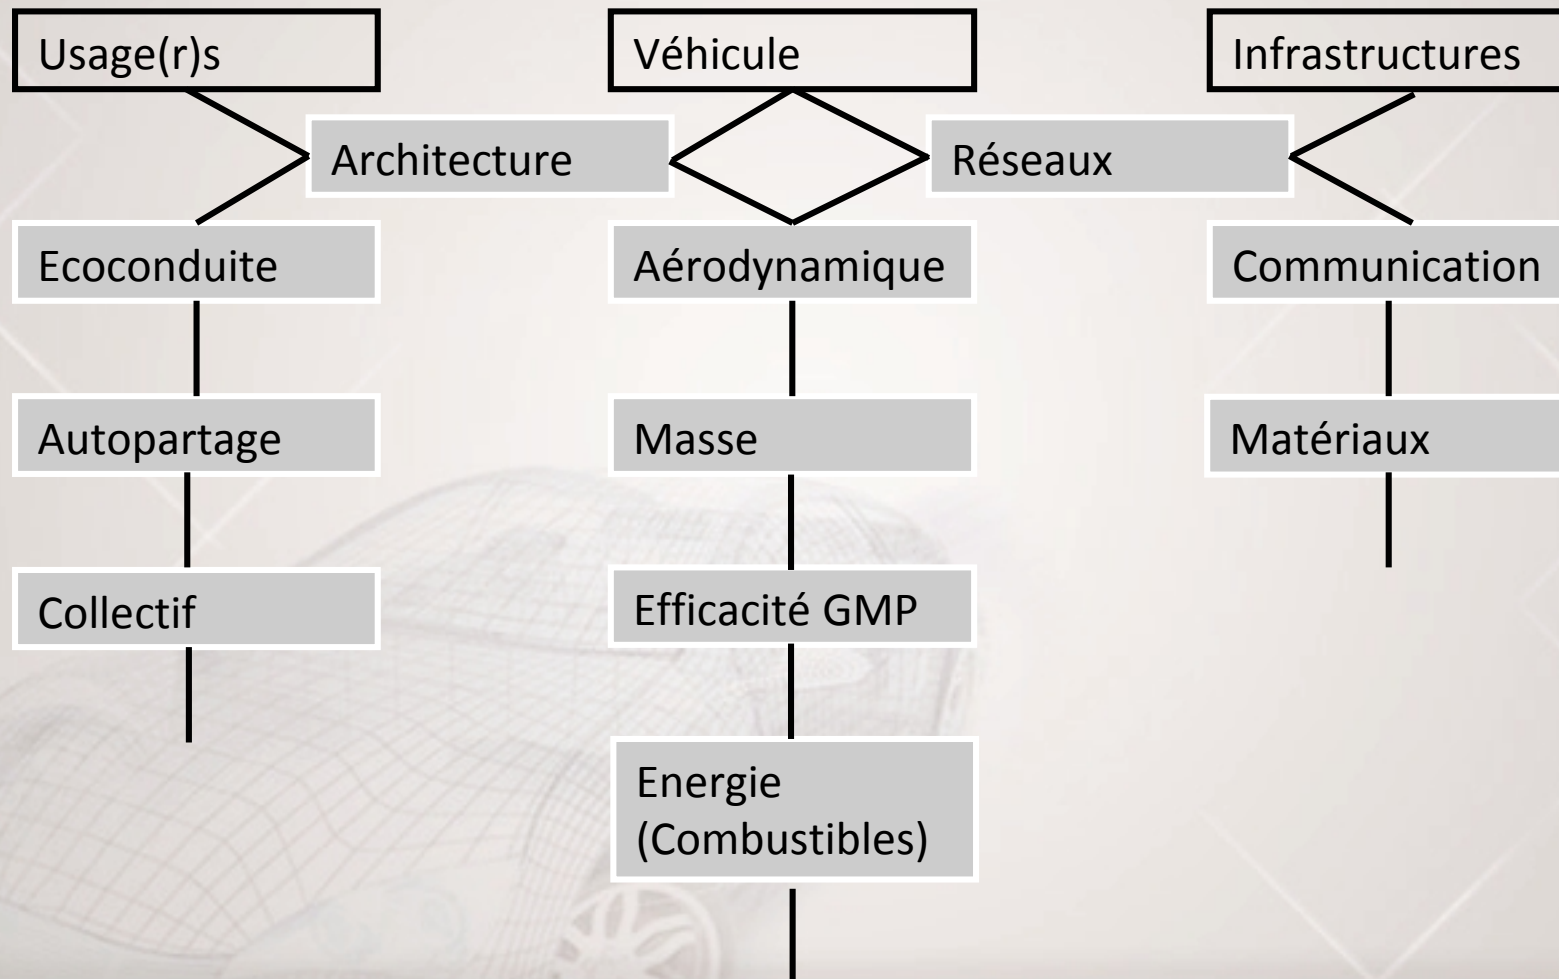 Usage(r)s
Véhicule
Infrastructures
Architecture
Réseaux
Ecoconduite
Aérodynamique
Communication
Autopartage
Masse
Matériaux
Collectif
Efficacité GMP
Energie
(Combustibles)